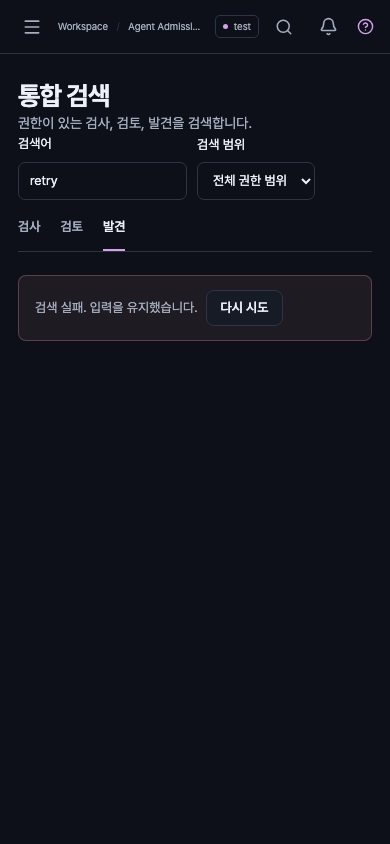 Workspace / Agent Admissi... test
통합 검색
권한이 있는 검사, 검토, 발견을 검색합니다.
검색어 검색 범위
retry 전체 권한 범위
검사 검토 발견
검색 실패. 입력을 유지했습니다. 다시 시도